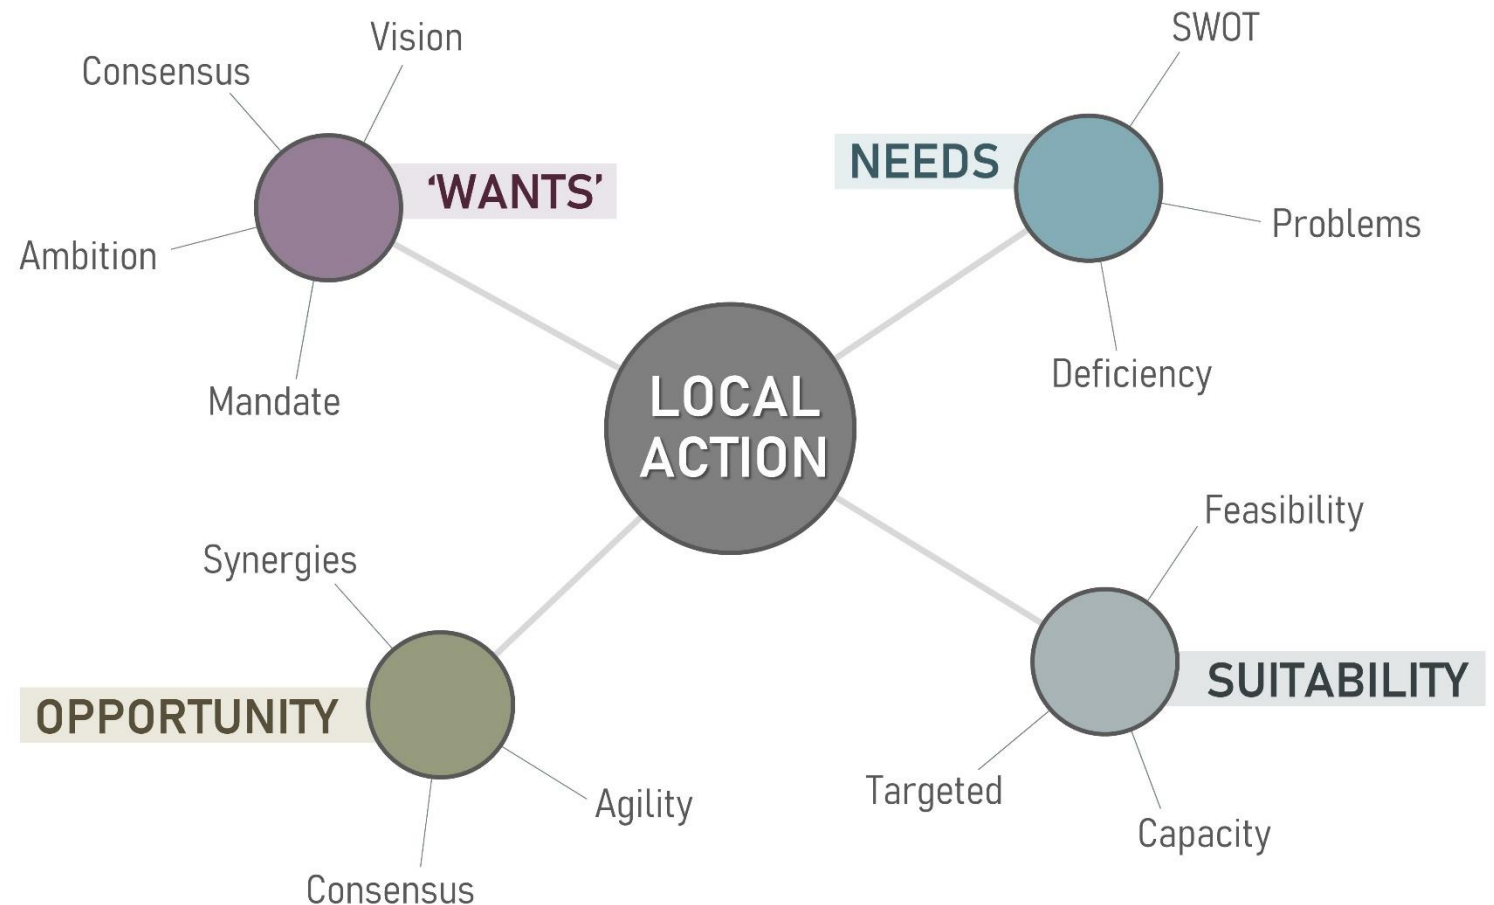 Vision
Consensus
‘WANTS’
Ambition
Mandate
SWOT
NEEDS
Problems
Deficiency
LOCAL
ACTION
Synergies
OPPORTUNITY
Agility
Consensus
Feasibility
SUITABILITY
Targeted
Capacity